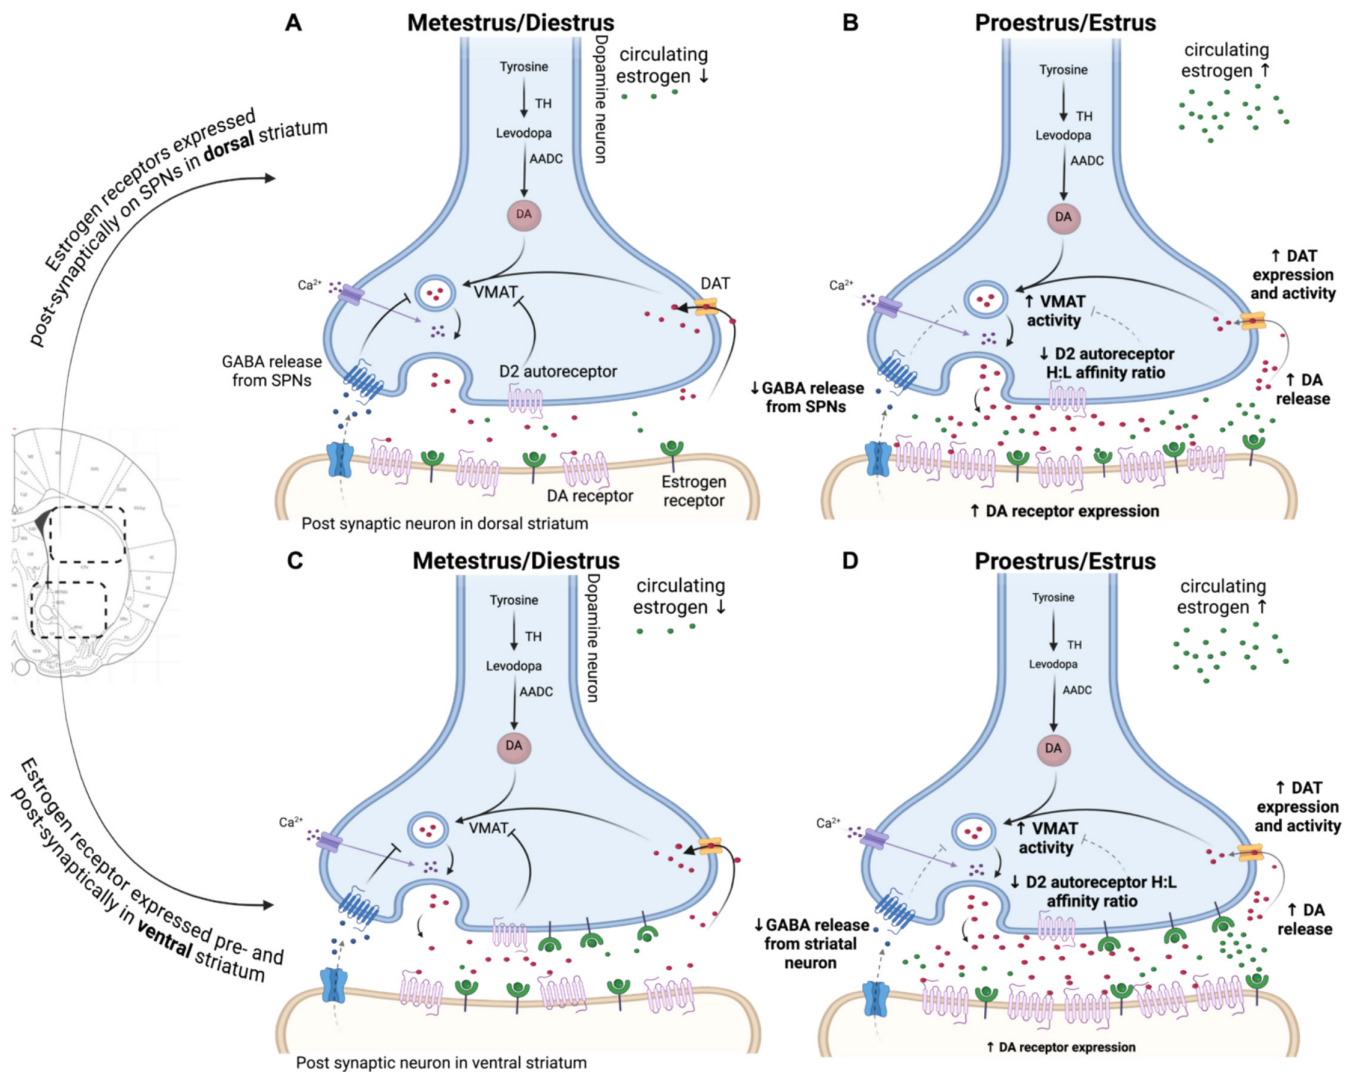 A
Metestrus/Diestrus
Dopamine neuron
circulating
estrogen ↓
Tyrosine
TH
Levodopa
AADC
DA
Ca²⁺
VMAT
DAT
GABA release
from SPNs
D2 autoreceptor
DA receptor
Estrogen
receptor
Post synaptic neuron in dorsal striatum
B
Proestrus/Estrus
circulating
estrogen ↑
Tyrosine
TH
Levodopa
AADC
DA
Ca²⁺
↑ VMAT
activity
↑ DAT
expression
and activity
↓ D2 autoreceptor
H:L affinity ratio
↓GABA release
from SPNs
↑ DA
release
↑ DA receptor expression
Estrogen receptors expressed
post-synaptically on SPNs in dorsal striatum
Estrogen receptor expressed pre- and
post-synaptically in ventral striatum
C
Metestrus/Diestrus
Dopamine neuron
circulating
estrogen ↓
Tyrosine
TH
Levodopa
AADC
DA
Ca²⁺
VMAT
Post synaptic neuron in ventral striatum
D
Proestrus/Estrus
circulating
estrogen ↑
Tyrosine
TH
Levodopa
AADC
DA
Ca²⁺
↑ VMAT
activity
↑ DAT
expression
and activity
↓ D2 autoreceptor H:L
affinity ratio
↓GABA release
from striatal
neuron
↑ DA
release
↑ DA receptor expression